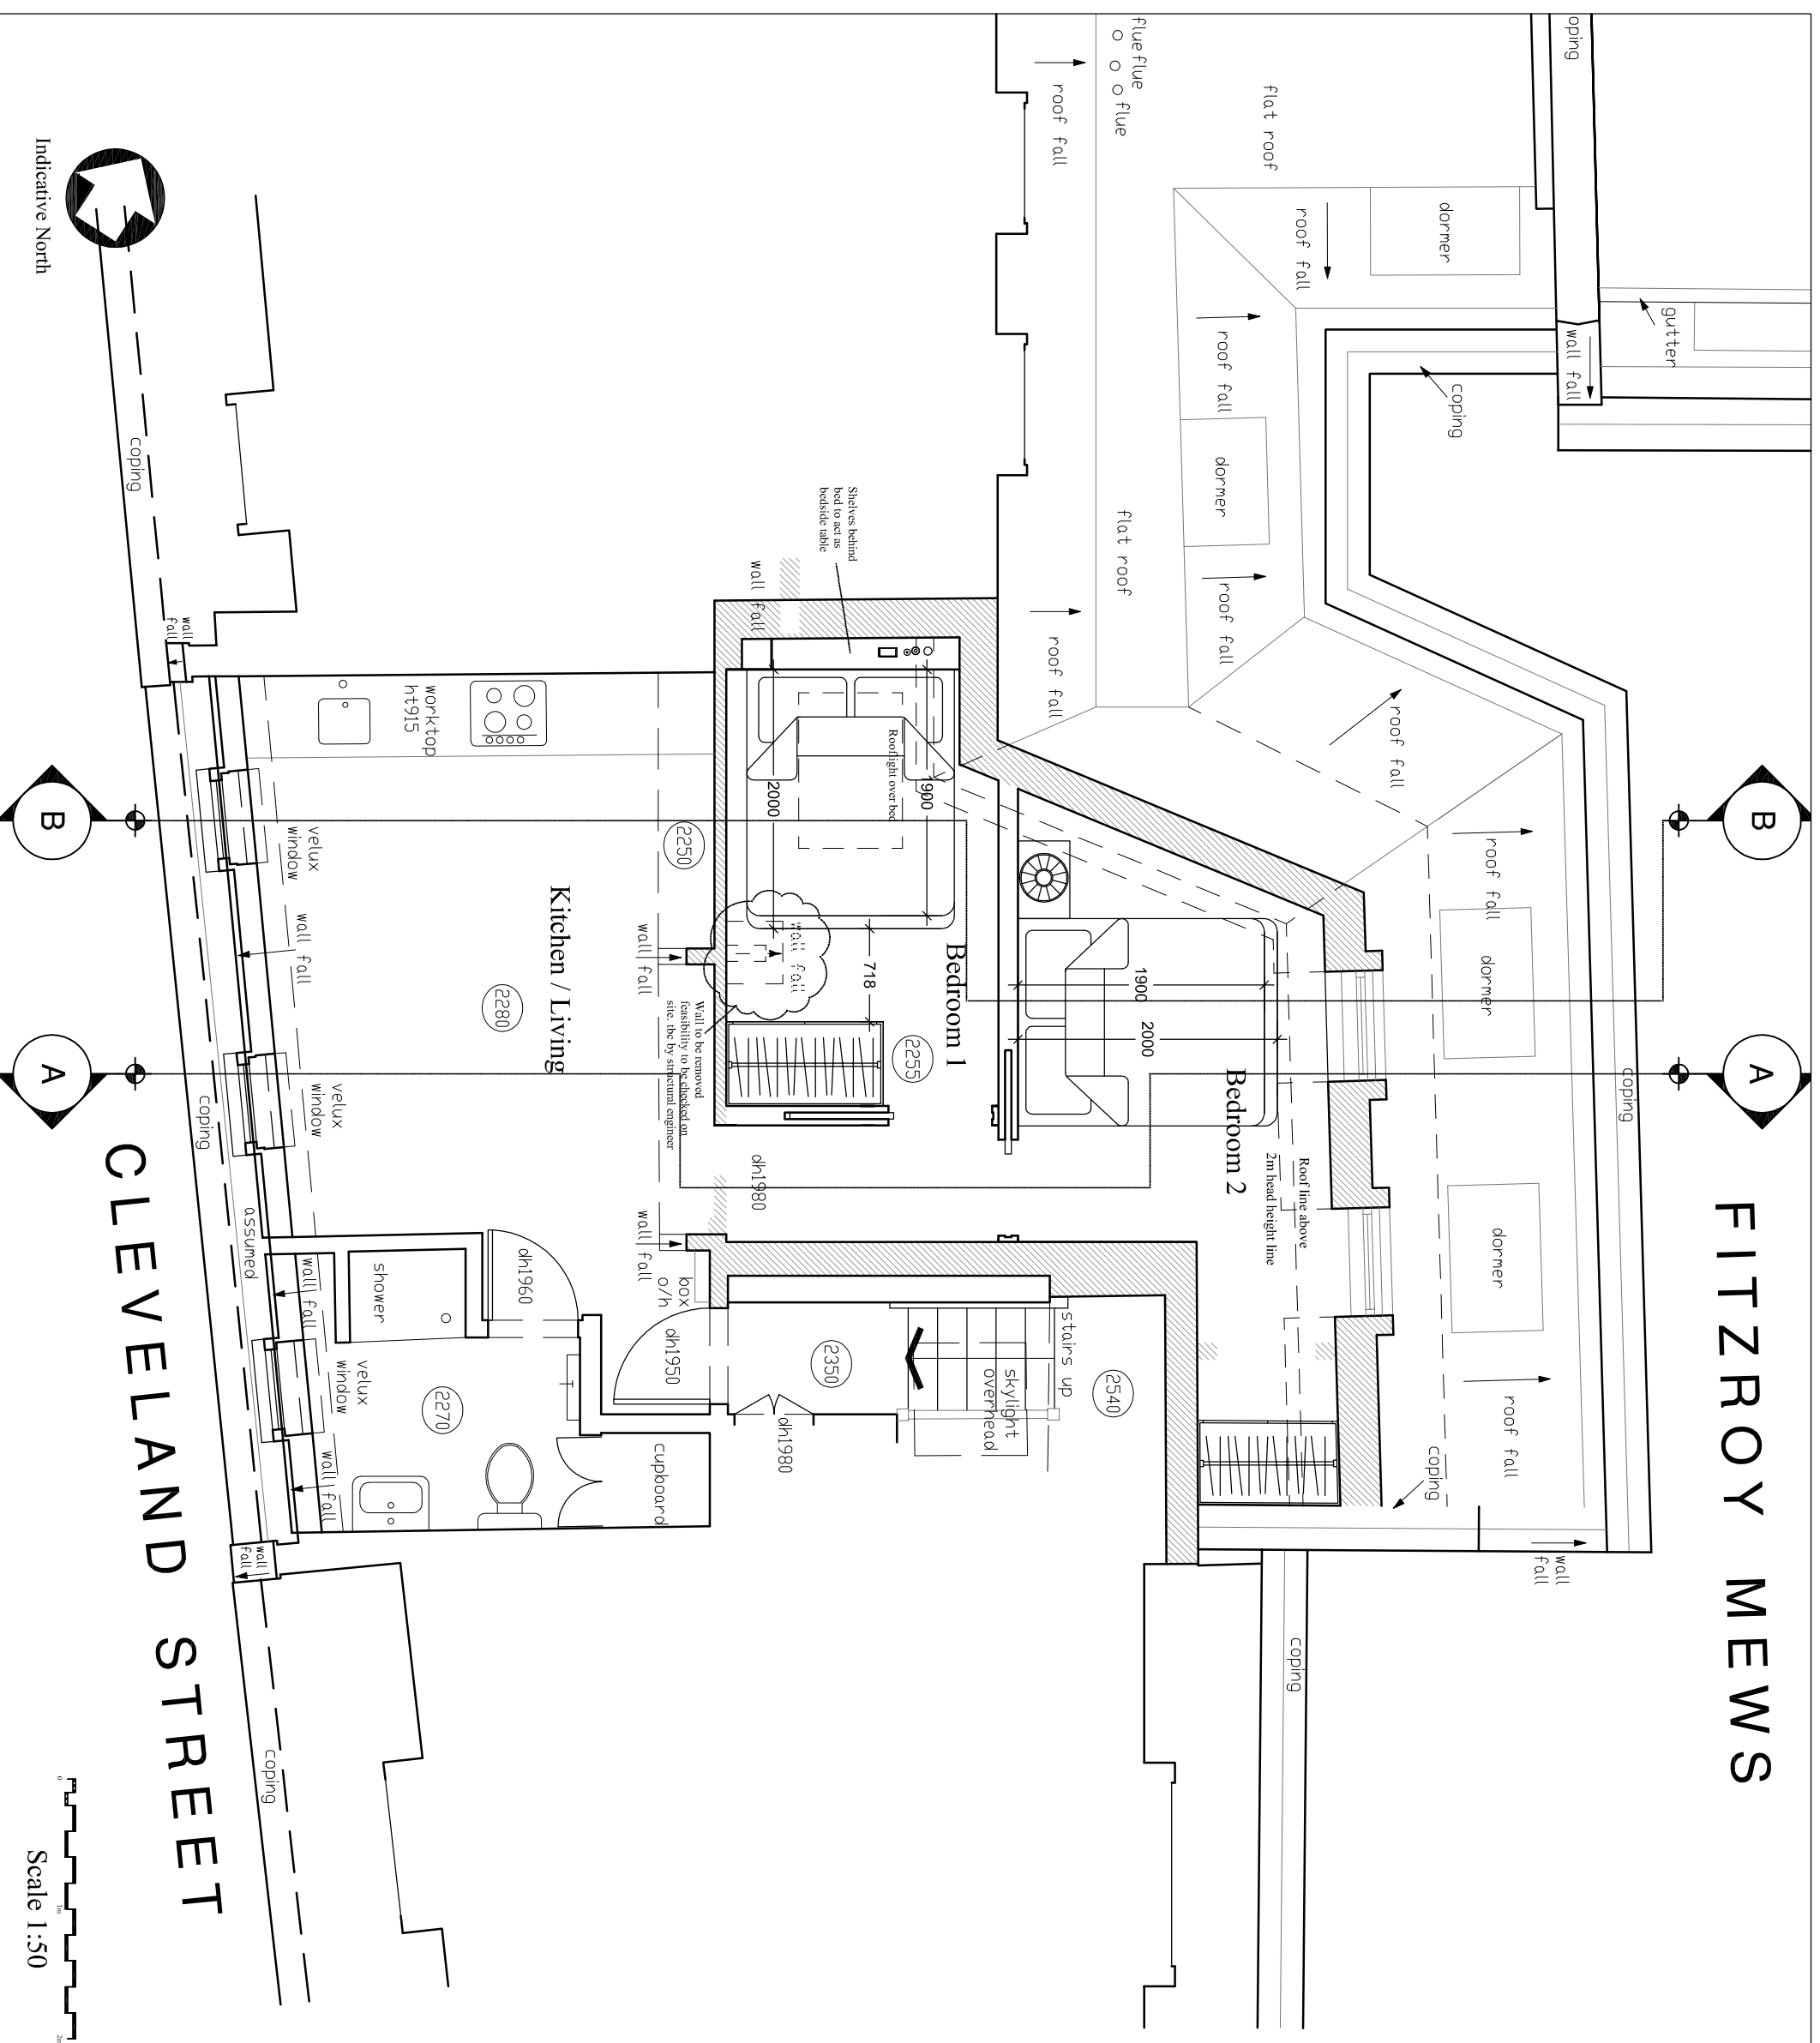 FITZROY MEWS
B
A
coping
gutter
wall fall
coping
dormer
roof fall
flat roof
flue
flue
flue
roof fall
roof fall
dormer
roof fall
flat roof
roof fall
roof fall
roof fall
dormer
coping
dormer
roof fall
coping
wall
fall
coping
Roof line above
2m head height line
Bedroom 2
1900
2000
stairs up
skylight
overhead
2540
Bedroom 1
2255
1900
2000
718
Rooflight over bed
Shelves behind
bed to act as
bedside table
wall fall
wall fall
2350
dh1980
dh1980
Wall to be removed
feasibility to be checked on
site. tbc by structural engineer
2250
wall fall
wall fall
box
o/h
dh1950
cupboard
Kitchen / Living
2280
dh1960
2270
worktop
ht915
shower
velux
window
wall fall
velux
window
wall fall
velux
window
wall fall
assumed
coping
wall
fall
wall
fall
coping
coping
coping
B
A
CLEVELAND STREET
Indicative North
0
1m
2m
Scale 1:50